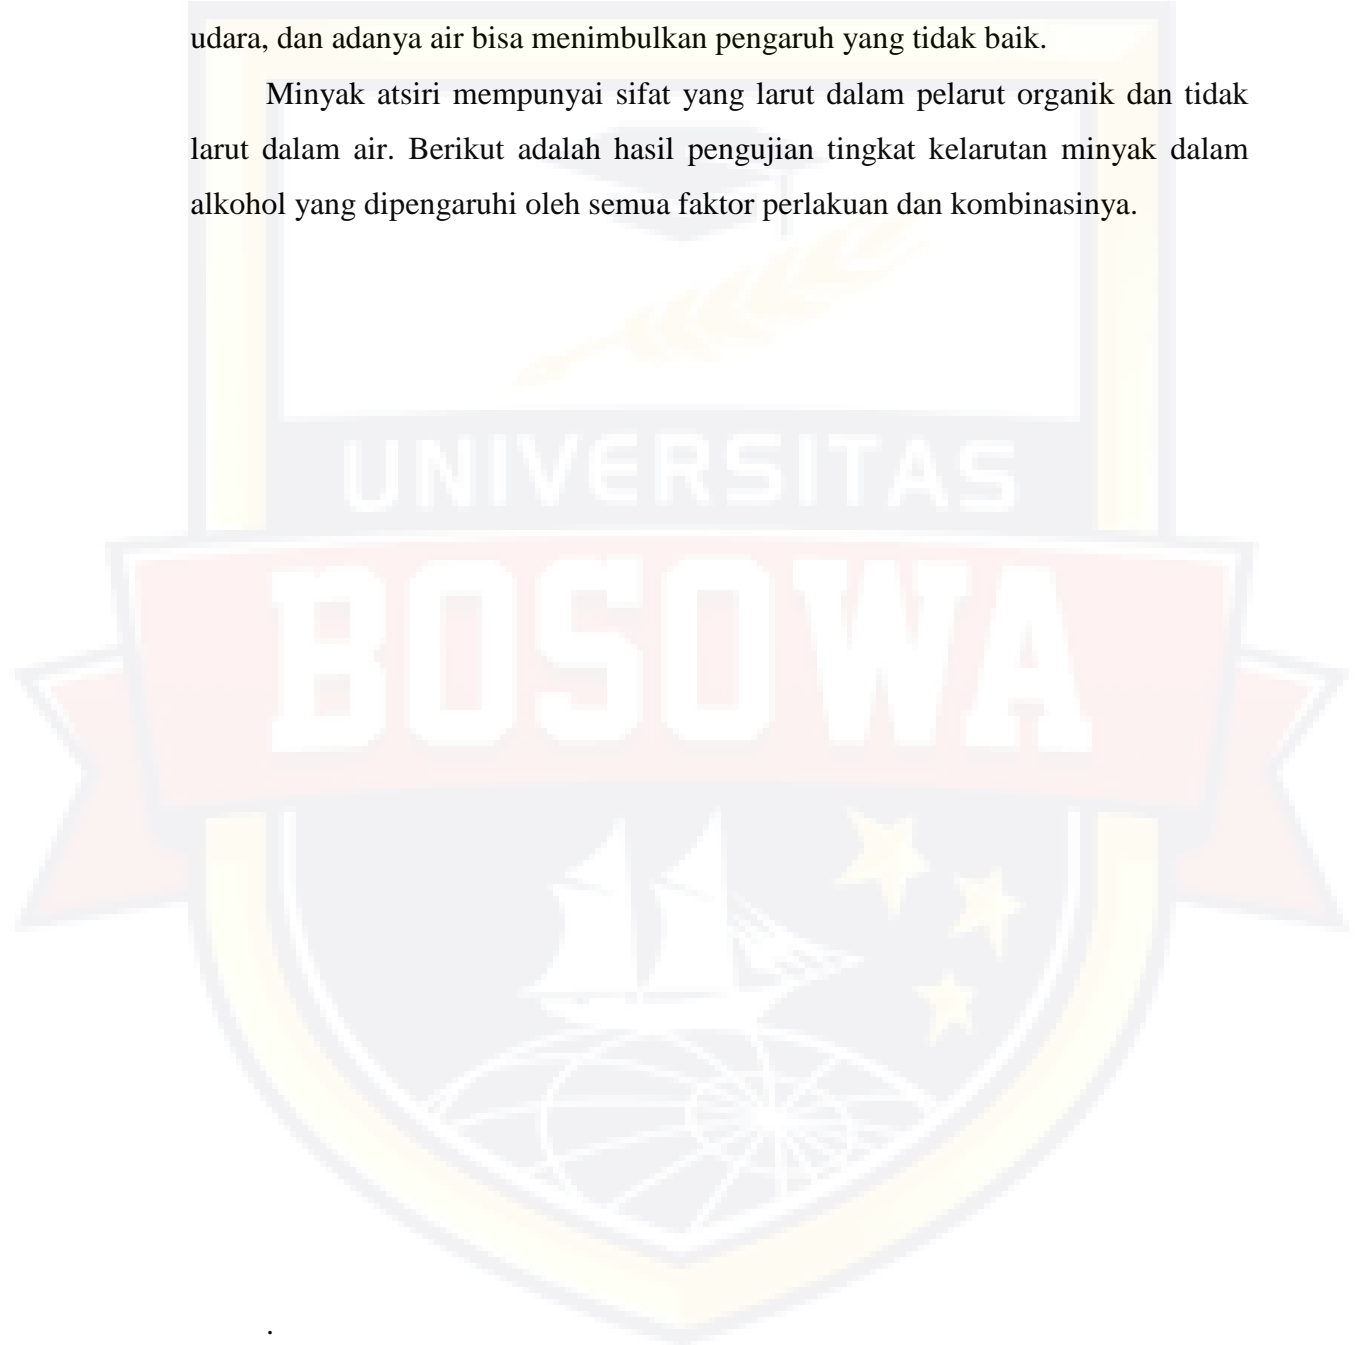 udara, dan adanya air bisa menimbulkan pengaruh yang tidak baik.
Minyak atsiri mempunyai sifat yang larut dalam pelarut organik dan tidak
larut dalam air. Berikut adalah hasil pengujian tingkat kelarutan minyak dalam
alkohol yang dipengaruhi oleh semua faktor perlakuan dan kombinasinya.
UNIVERSITAS
BOSOWA
.